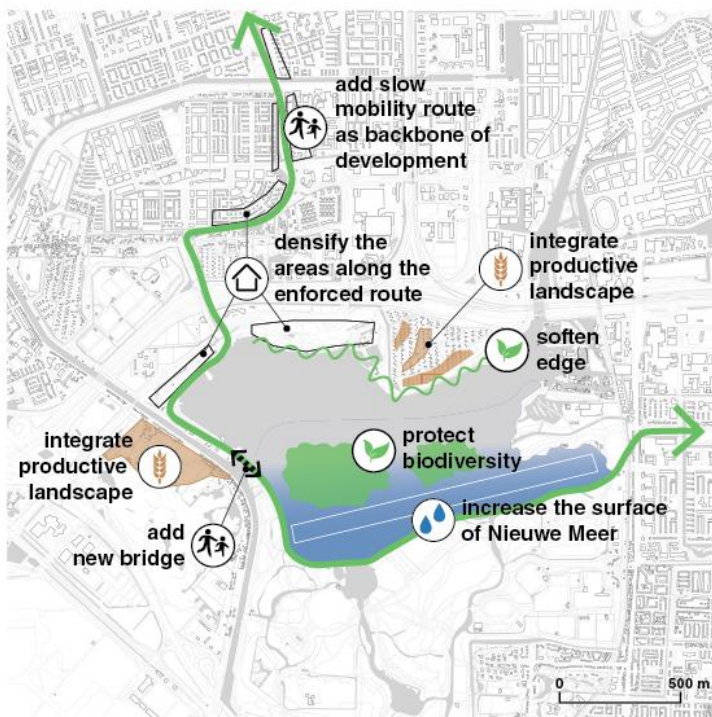 add slow
mobility route
as backbone of
development
densify the
areas along the
enforced route
integrate
productive
landscape
soften
edge
integrate
productive
landscape
protect
biodiversity
add
new bridge
increase the surface
of Nieuwe Meer
0 500 m